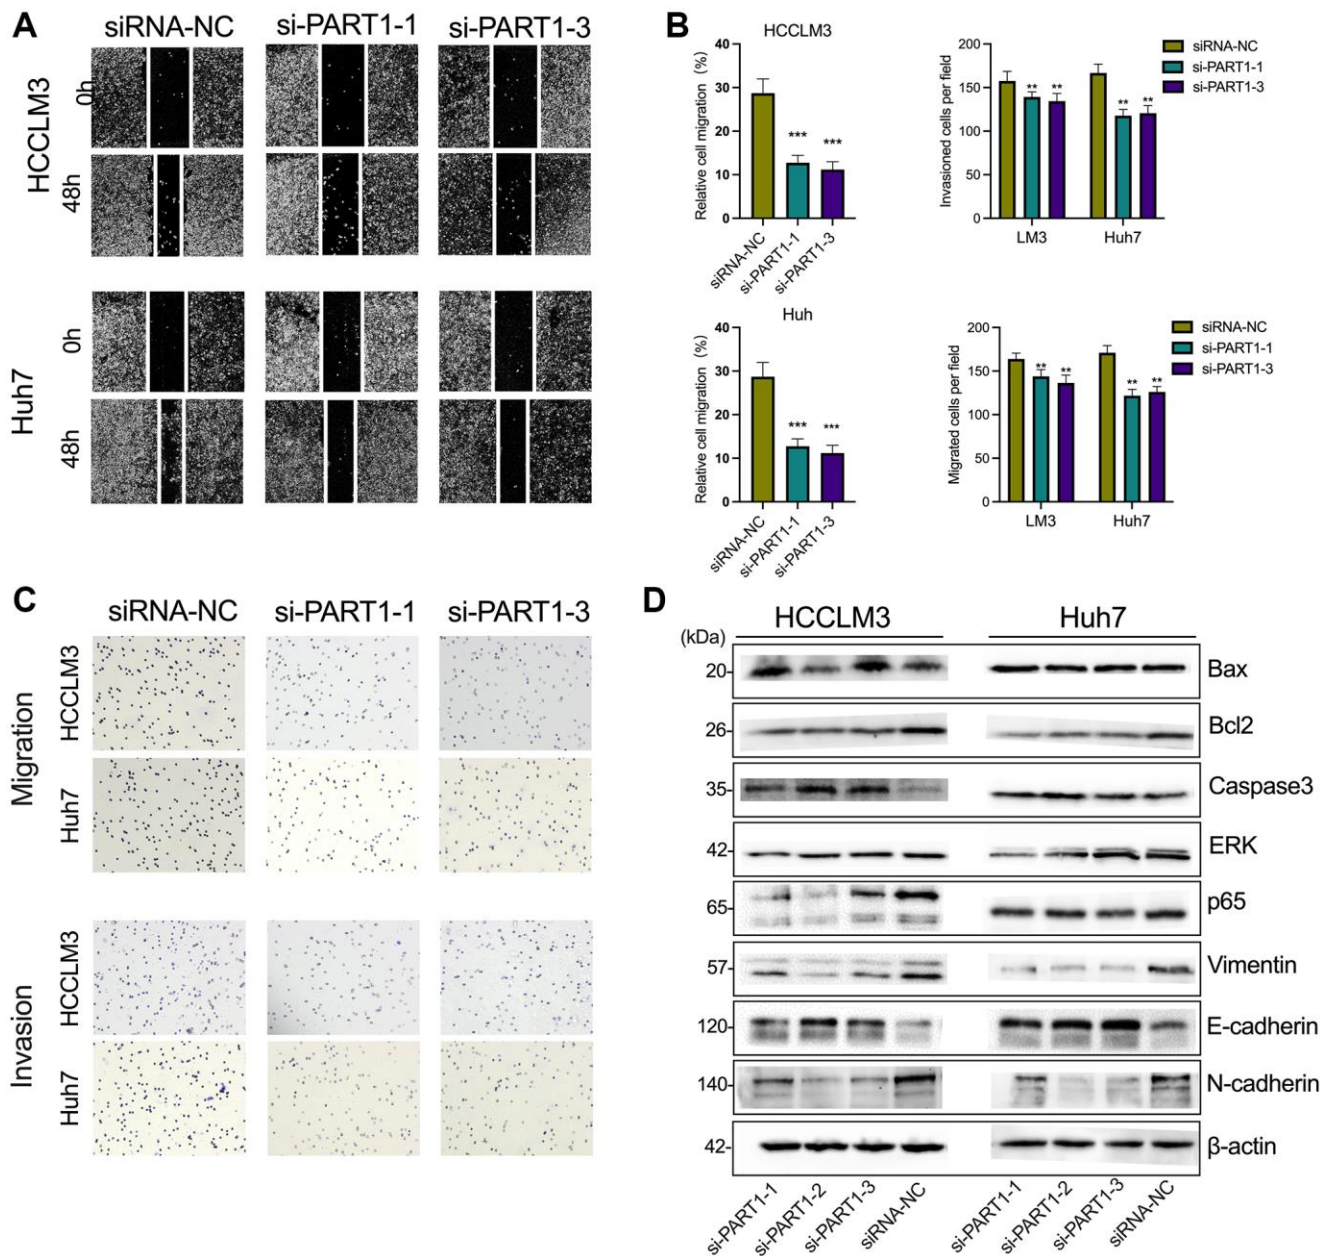 A
siRNA-NC si-PART1-1 si-PART1-3
HCCLM3
0h
48h
Huh7
0h
48h
B
HCCLM3
Relative cell migration (%)
40
30
20
10
0
***
***
siRNA-NC
si-PART1-1
si-PART1-3
Invasioned cells per field
200
150
100
50
0
** **
** **
LM3 Huh7
siRNA-NC
si-PART1-1
si-PART1-3
Huh
Relative cell migration (%)
40
30
20
10
0
*** ***
siRNA-NC
si-PART1-1
si-PART1-3
Migrated cells per field
200
150
100
50
0
** **
** **
LM3 Huh7
siRNA-NC
si-PART1-1
si-PART1-3
C
siRNA-NC si-PART1-1 si-PART1-3
Migration
HCCLM3
Huh7
Invasion
HCCLM3
Huh7
D
HCCLM3 Huh7
(kDa)
20- Bax
26- Bcl2
35- Caspase3
42- ERK
65- p65
57- Vimentin
120- E-cadherin
140- N-cadherin
42- β-actin
si-PART1-1 si-PART1-2 si-PART1-3 siRNA-NC si-PART1-1 si-PART1-2 si-PART1-3 siRNA-NC